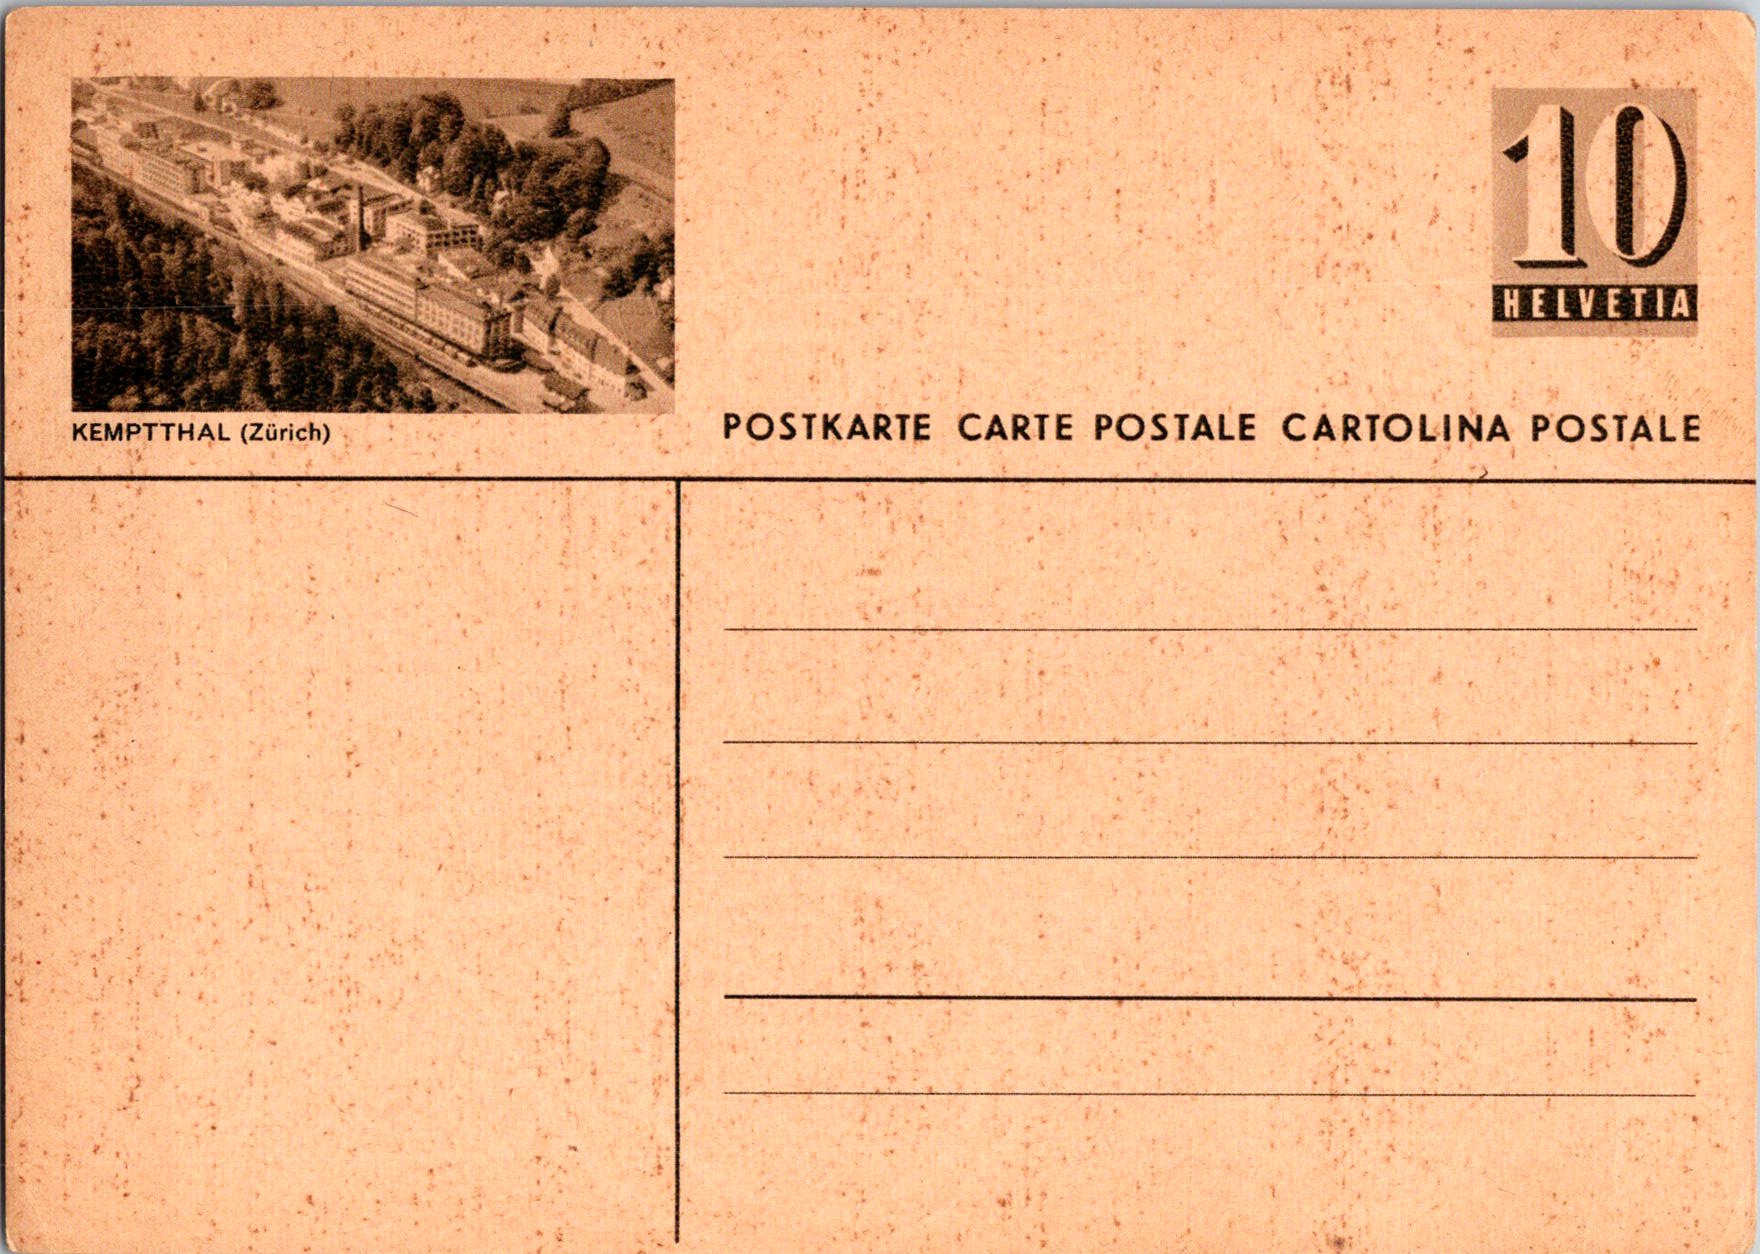 10
HELVETIA
KEMPTTHAL (Zürich)
POSTKARTE CARTE POSTALE CARTOLINA POSTALE